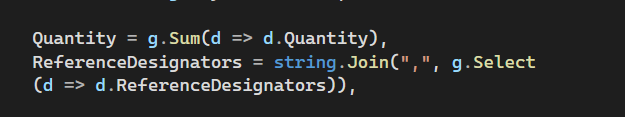 Quantity = g.Sum(d => d.Quantity),
ReferenceDesignators = string.Join(",", g.Select
(d => d.ReferenceDesignators)),